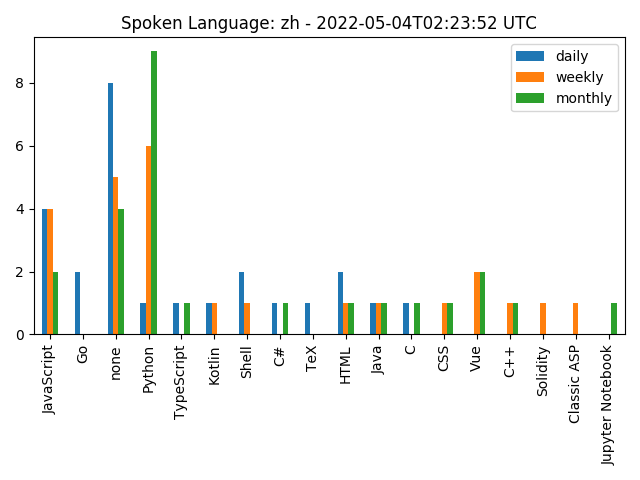 Spoken Language: zh - 2022-05-04T02:23:52 UTC
daily
weekly
monthly
8
6
4
2
0
JavaScript
Go
none
Python
TypeScript
Kotlin
Shell
C#
TeX
HTML
Java
C
CSS
Vue
C++
Solidity
Classic ASP
Jupyter Notebook